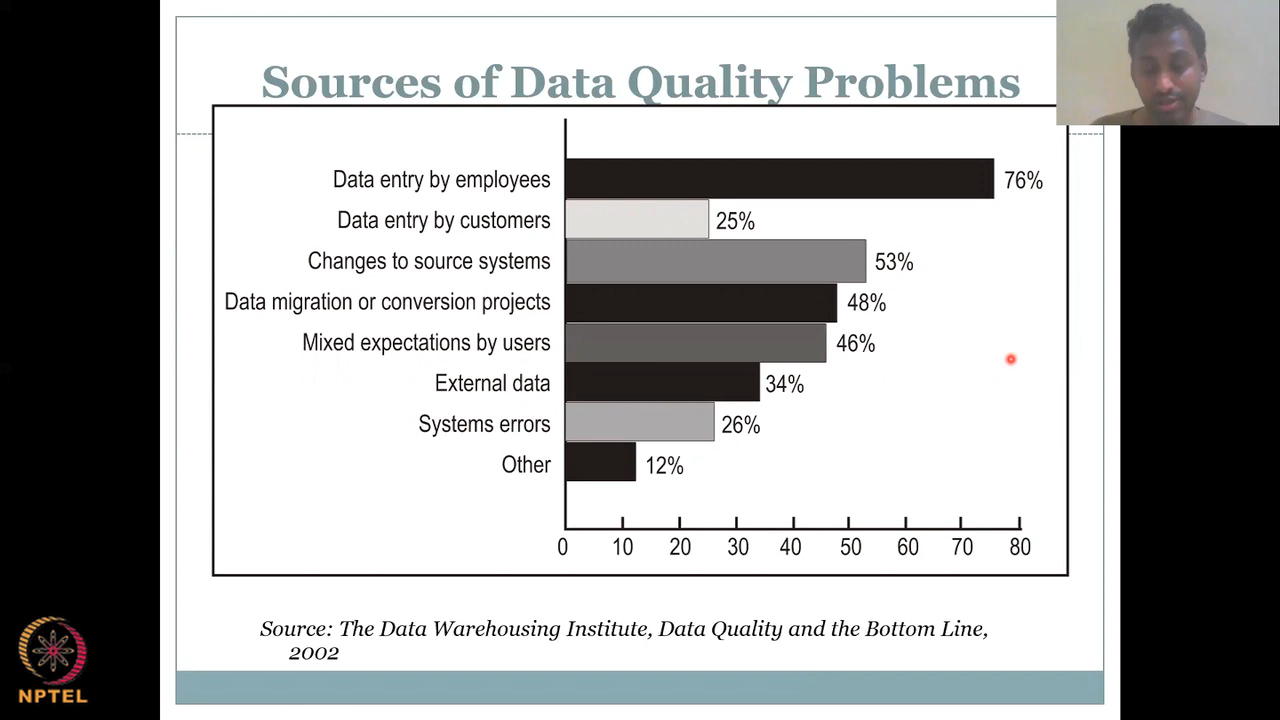 Sources of Data Quality Problems
Data entry by employees 76%
Data entry by customers 25%
Changes to source systems 53%
Data migration or conversion projects 48%
Mixed expectations by users 46%
External data 34%
Systems errors 26%
Other 12%
0 10 20 30 40 50 60 70 80
Source: The Data Warehousing Institute, Data Quality and the Bottom Line,
2002
NPTEL